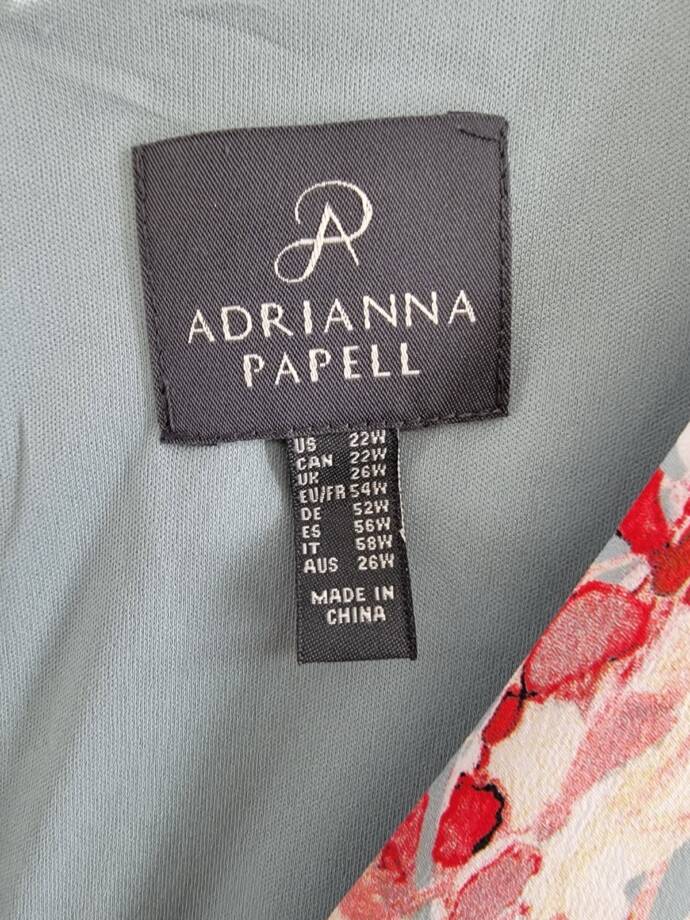 AP
ADRIANNA
PAPELL
US 22W
CAN 22W
UK 26W
EU/FR 54W
DE 52W
ES 56W
IT 58W
AUS 26W
MADE IN
CHINA